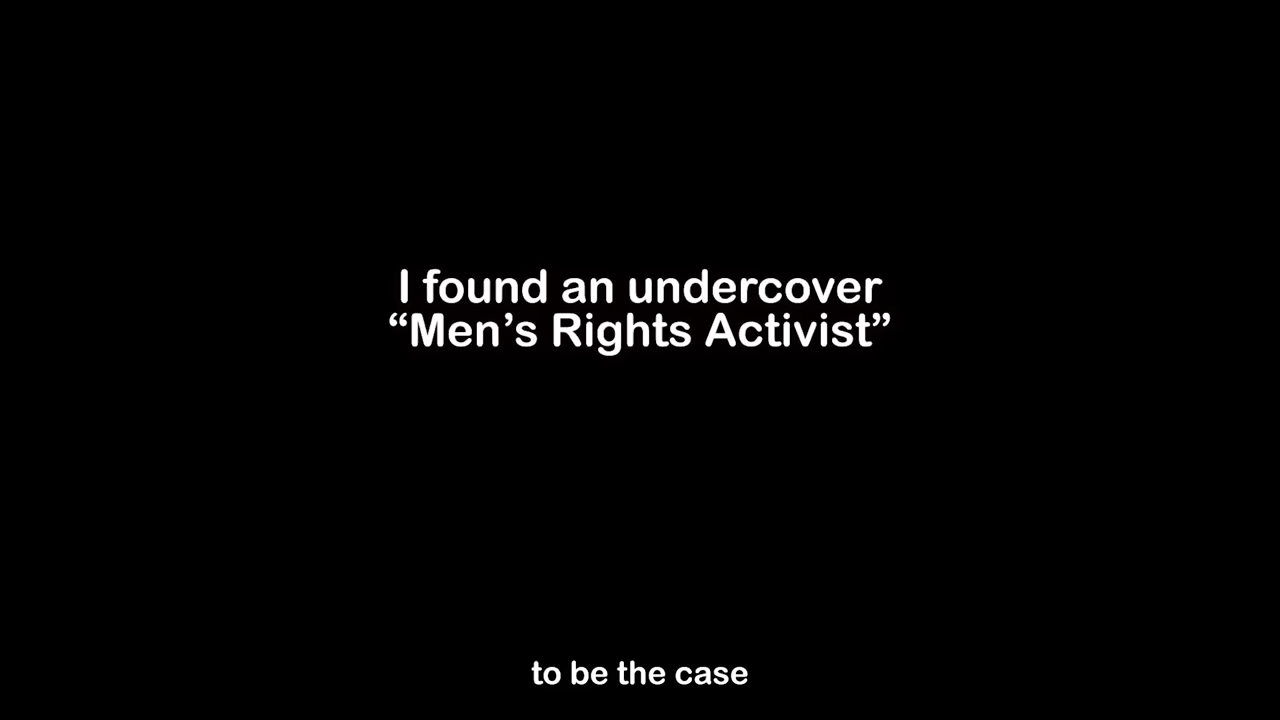 I found an undercover
“Men’s Rights Activist”
to be the case